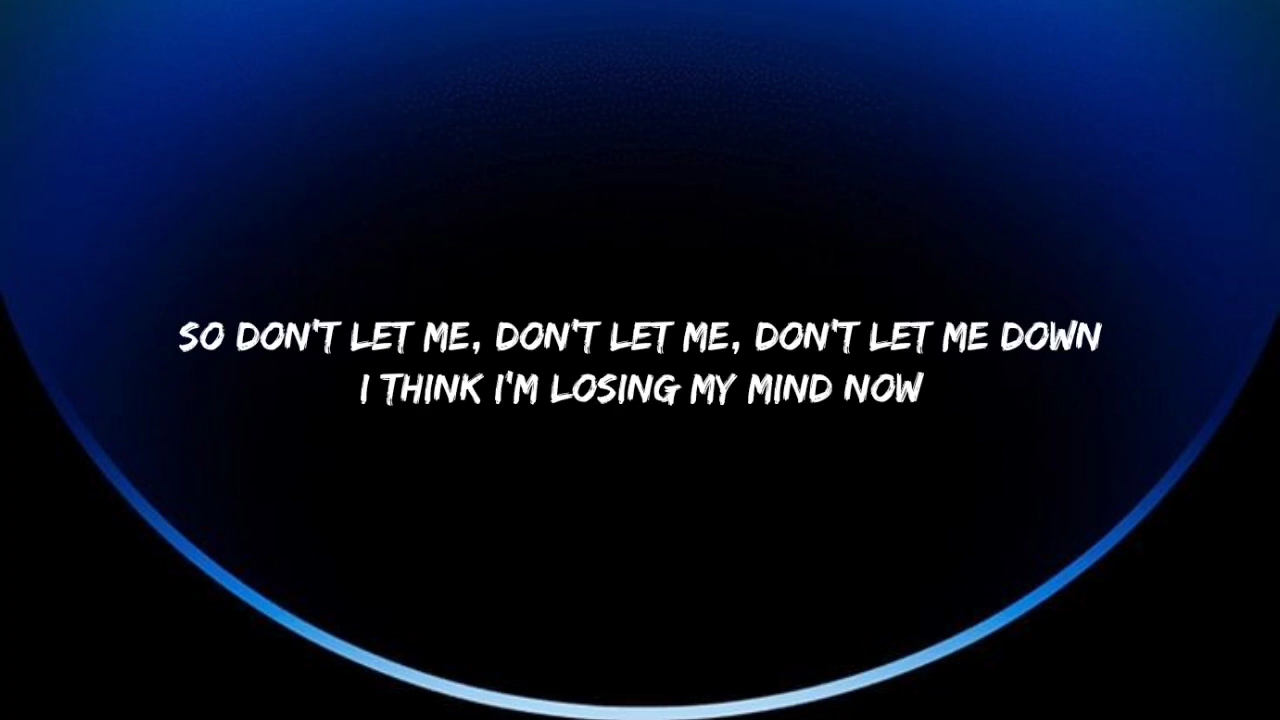 SO DON'T LET ME, DON'T LET ME, DON'T LET ME DOWN
I THINK I'M LOSING MY MIND NOW